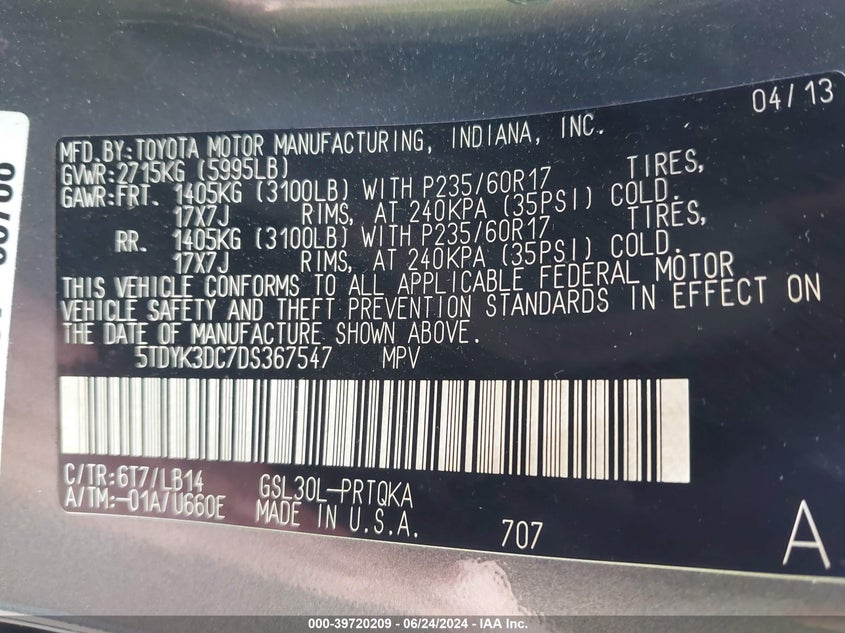 04/13
MFD.BY:TOYOTA MOTOR MANUFACTURING, INDIANA, INC.
GVWR:2715KG (5995LB)
GAWR:FRT. 1405KG (3100LB) WITH P235/60R17 TIRES,
17X7J RIMS, AT 240KPA (35PSI) COLD.
RR. 1405KG (3100LB) WITH P235/60R17 TIRES,
17X7J RIMS, AT 240KPA (35PSI) COLD.
THIS VEHICLE CONFORMS TO ALL APPLICABLE FEDERAL MOTOR
VEHICLE SAFETY AND THEFT PREVENTION STANDARDS IN EFFECT ON
THE DATE OF MANUFACTURE SHOWN ABOVE.
5TDYK3DC7DS367547 MPV
C/TR:6T7/LB14 GSL30L-PRTQKA
A/TM:-01A/U660E MADE IN U.S.A.
707
A
000-39720209 - 06/24/2024 - IAA Inc.